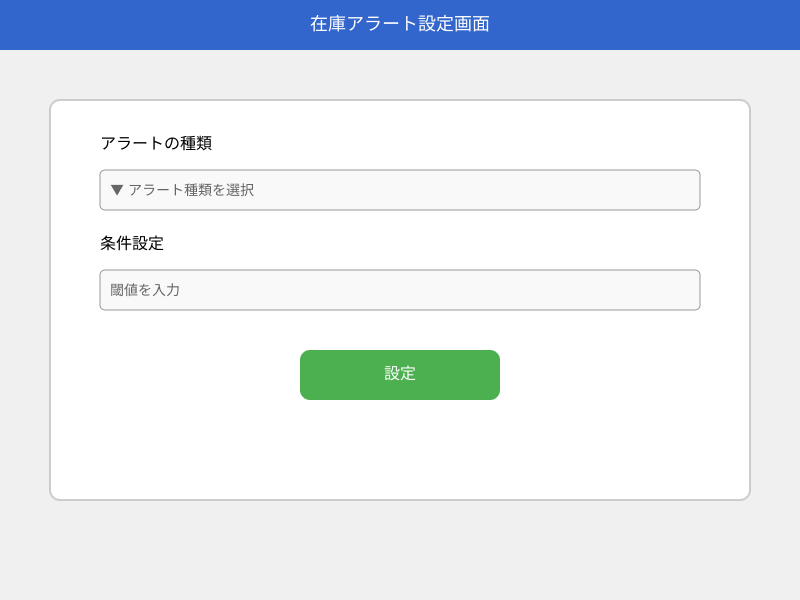 在庫アラート設定画面
アラートの種類
▼ アラート種類を選択
条件設定
閾値を入力
設定